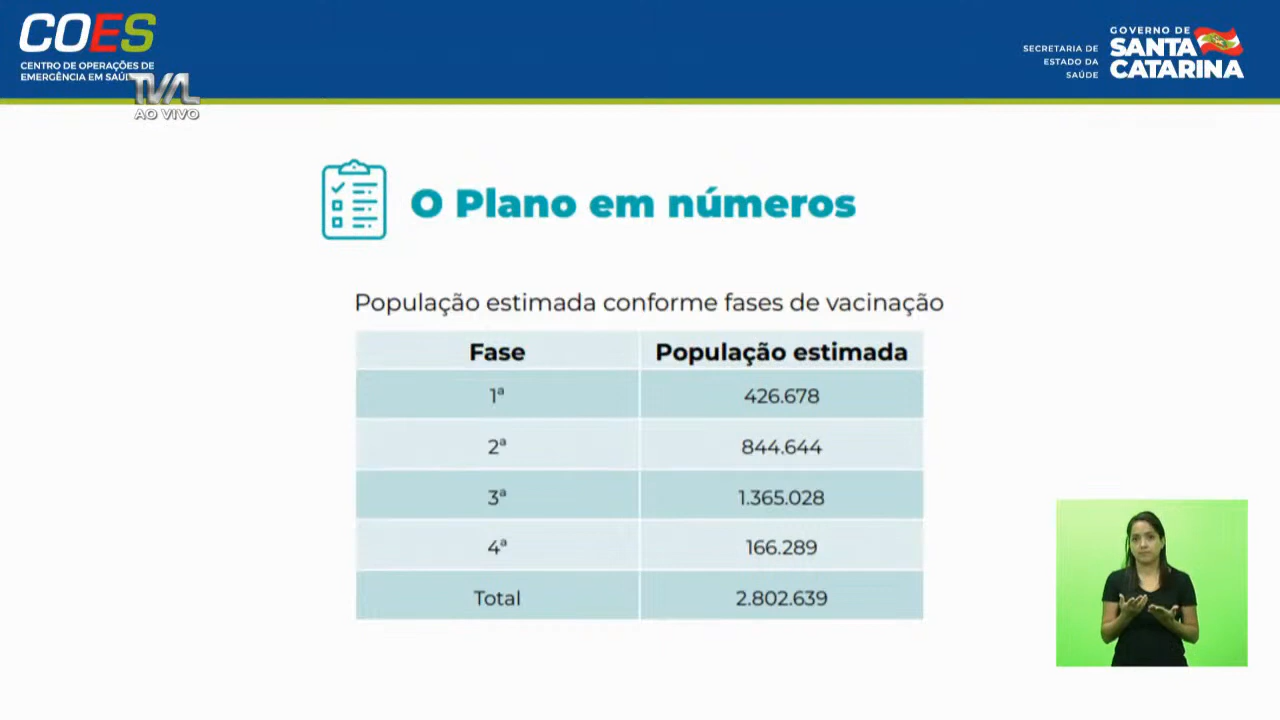 COES
CENTRO DE OPERAÇÕES DE
EMERGÊNCIA EM SAÚ
TVAL
AO VIVO
SECRETARIA DE
ESTADO DA
SAÚDE
GOVERNO DE
SANTA
CATARINA
O Plano em números
População estimada conforme fases de vacinação
Fase População estimada
1ª 426.678
2ª 844.644
3ª 1.365.028
4ª 166.289
Total 2.802.639